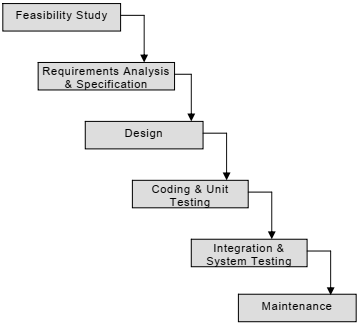 Feasibility Study
Requirements Analysis
& Specification
Design
Coding & Unit
Testing
Integration &
System Testing
Maintenance